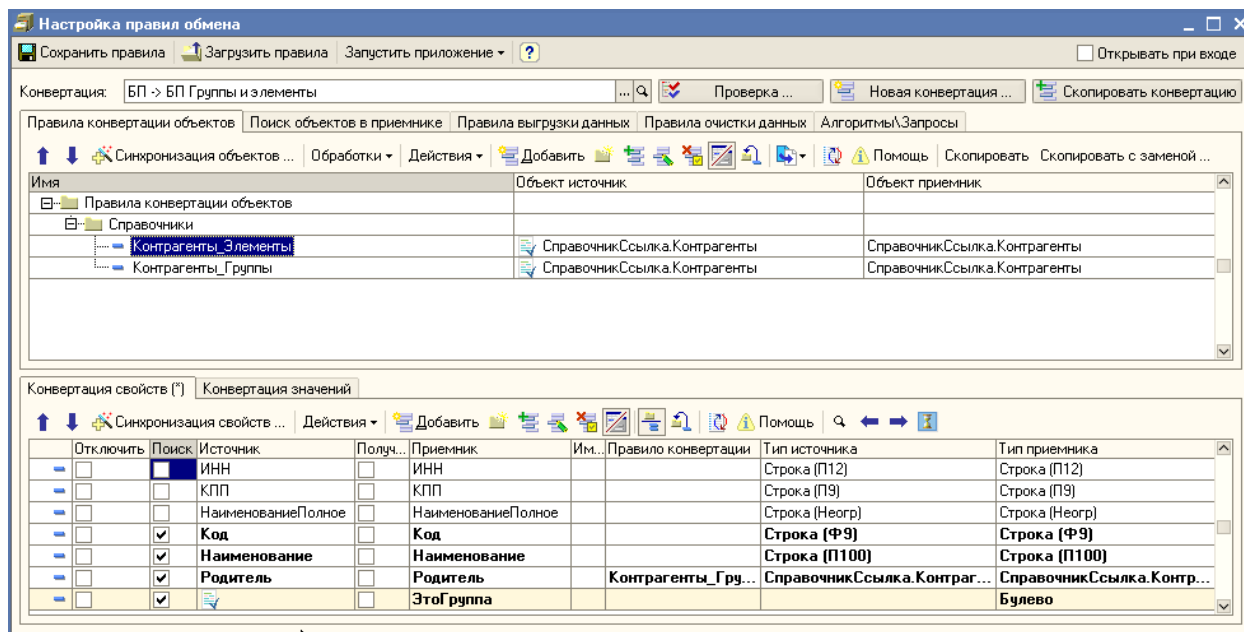 Настройка правил обмена
Сохранить правила Загрузить правила Запустить приложение ? Открывать при входе
Конвертация: БП -> БП Группы и элементы ... Проверка ... Новая конвертация ... Скопировать конвертацию
Правила конвертации объектов Поиск объектов в приемнике Правила выгрузки данных Правила очистки данных Алгоритмы\Запросы
Синхронизация объектов ... Обработки Действия Добавить Помощь Скопировать Скопировать с заменой ...
Имя Объект источник Объект приемник
Правила конвертации объектов
Справочники
Контрагенты_Элементы СправочникСсылка.Контрагенты СправочникСсылка.Контрагенты
Контрагенты_Группы СправочникСсылка.Контрагенты СправочникСсылка.Контрагенты
Конвертация свойств (*) Конвертация значений
Синхронизация свойств ... Действия Добавить Помощь
Отключить Поиск Источник Получ... Приемник Им... Правило конвертации Тип источника Тип приемника
ИНН ИНН Строка (П12) Строка (П12)
КПП КПП Строка (П9) Строка (П9)
НаименованиеПолное НаименованиеПолное Строка (Неогр) Строка (Неогр)
Код Код Строка (Ф9) Строка (Ф9)
Наименование Наименование Строка (П100) Строка (П100)
Родитель Родитель Контрагенты_Гру... СправочникСсылка.Контраг... СправочникСсылка.Контр...
ЭтоГруппа Булево